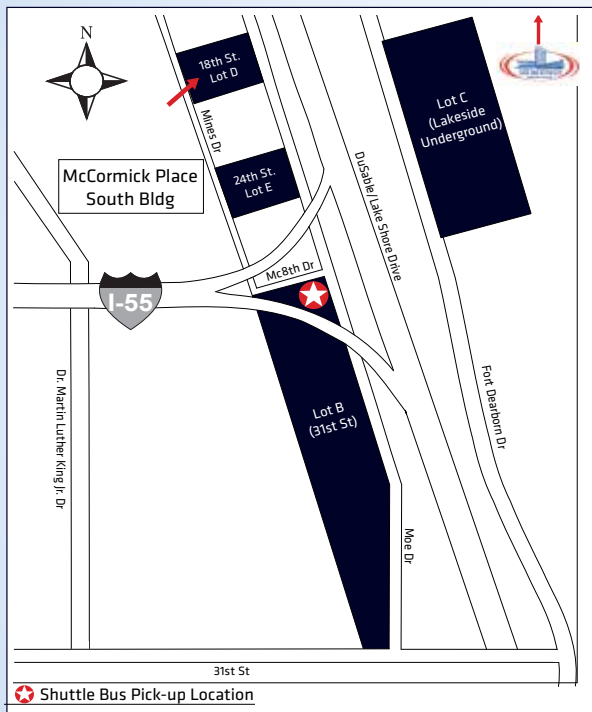 N
18th St.
Lot D
Mines Dr
24th St.
Lot E
McCormick Place
South Bldg
Lot C
(Lakeside
Underground)
DuSable/Lake Shore Drive
Mc8th Dr
I-55
Lot B
(31st St)
Dr. Martin Luther King Jr. Dr
Fort Dearborn Dr
Moe Dr
31st St
Shuttle Bus Pick-up Location